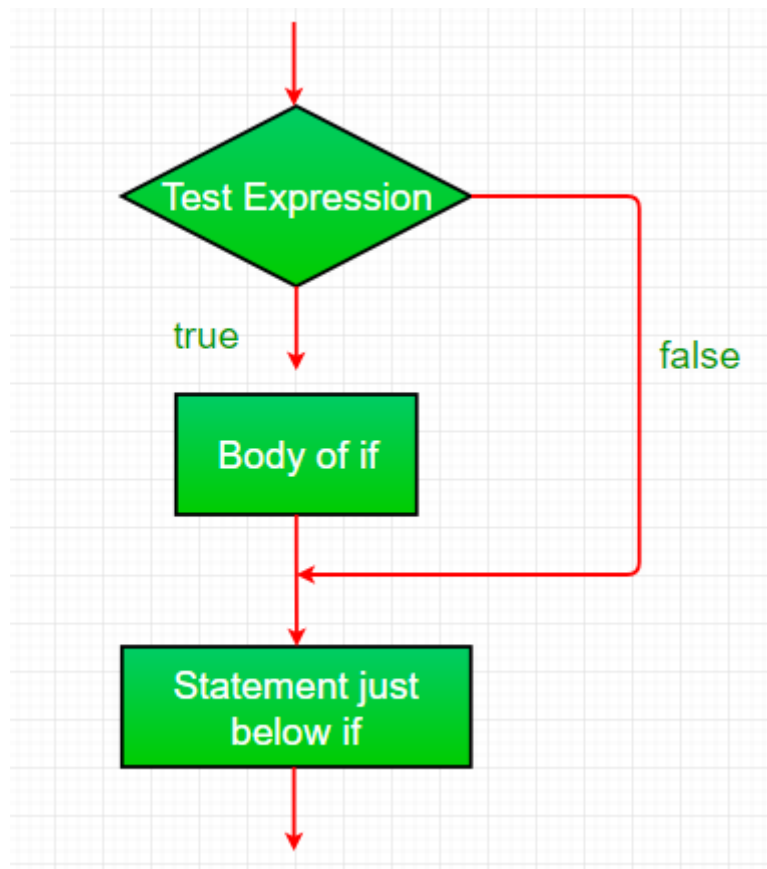 Test Expression
true
false
Body of if
Statement just
below if